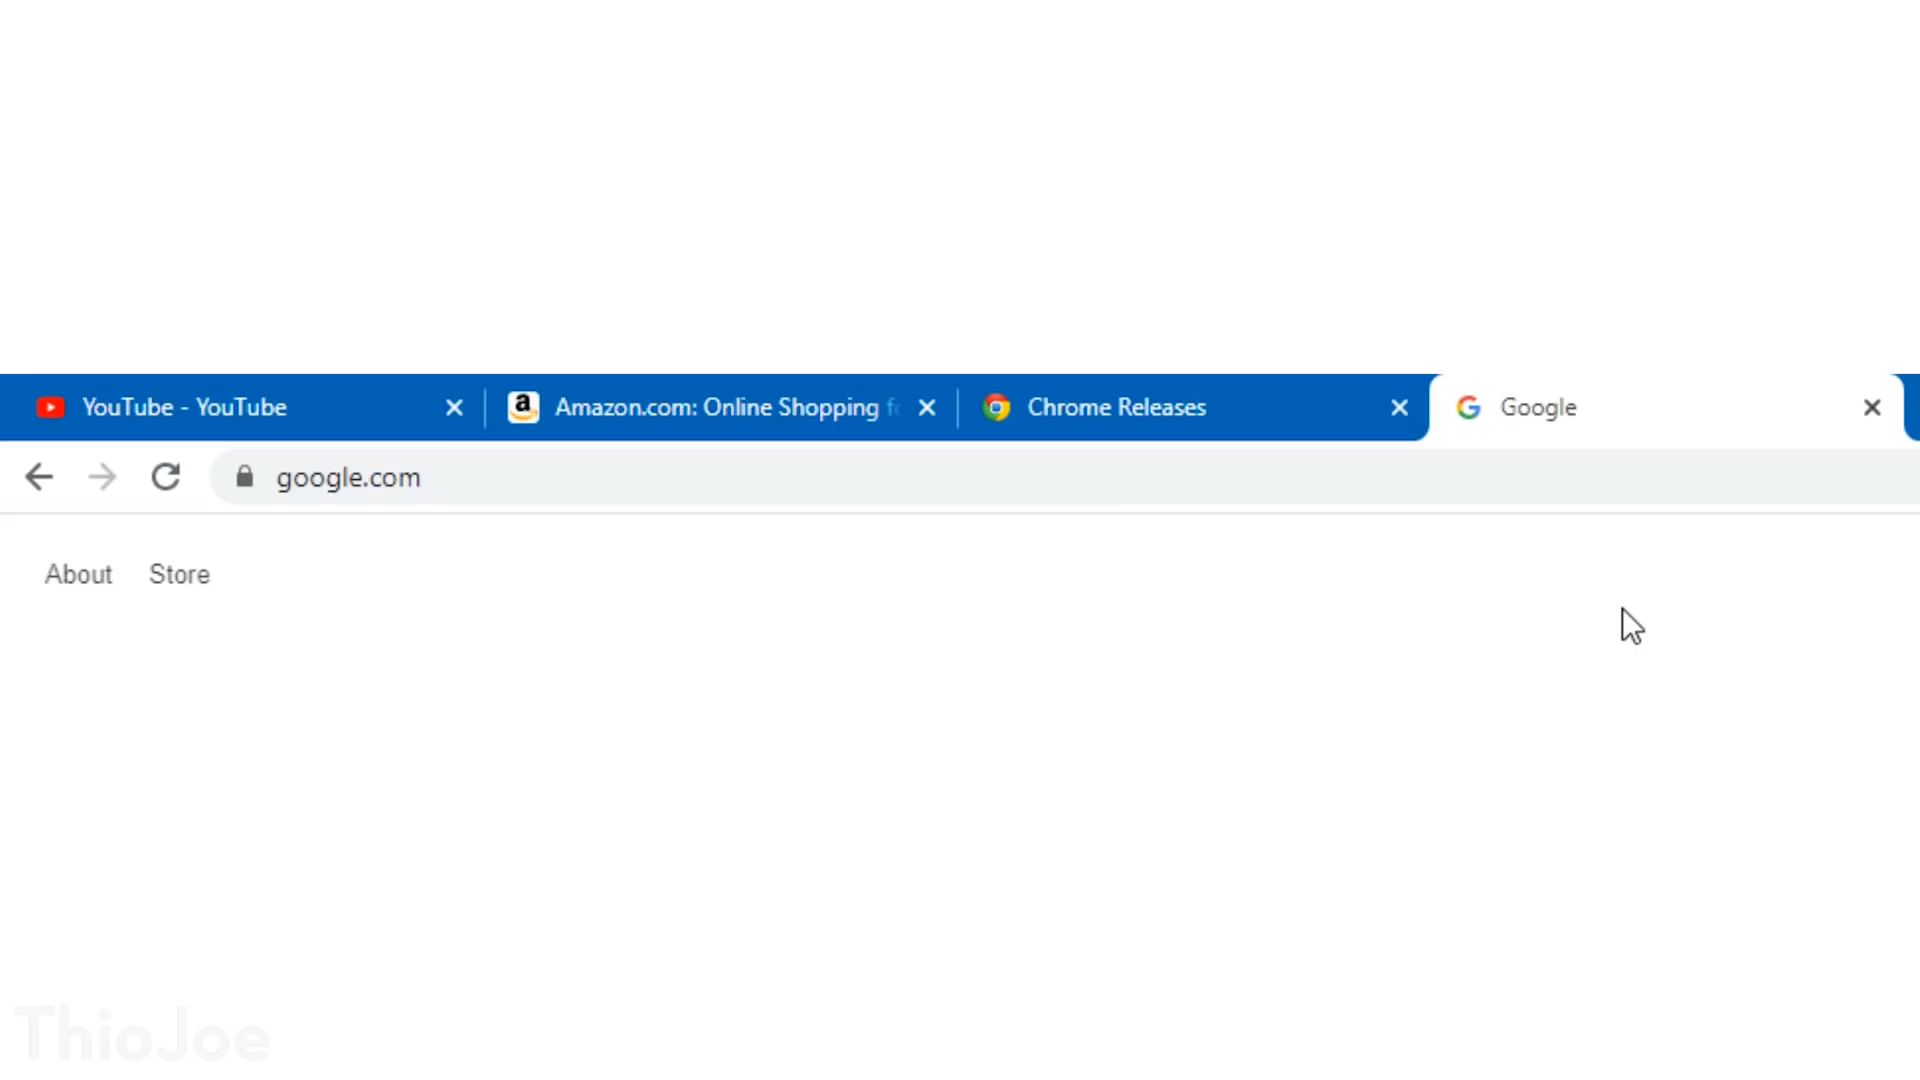 YouTube - YouTube
Amazon.com: Online Shopping
Chrome Releases
Google
google.com
About Store
ThioJoe